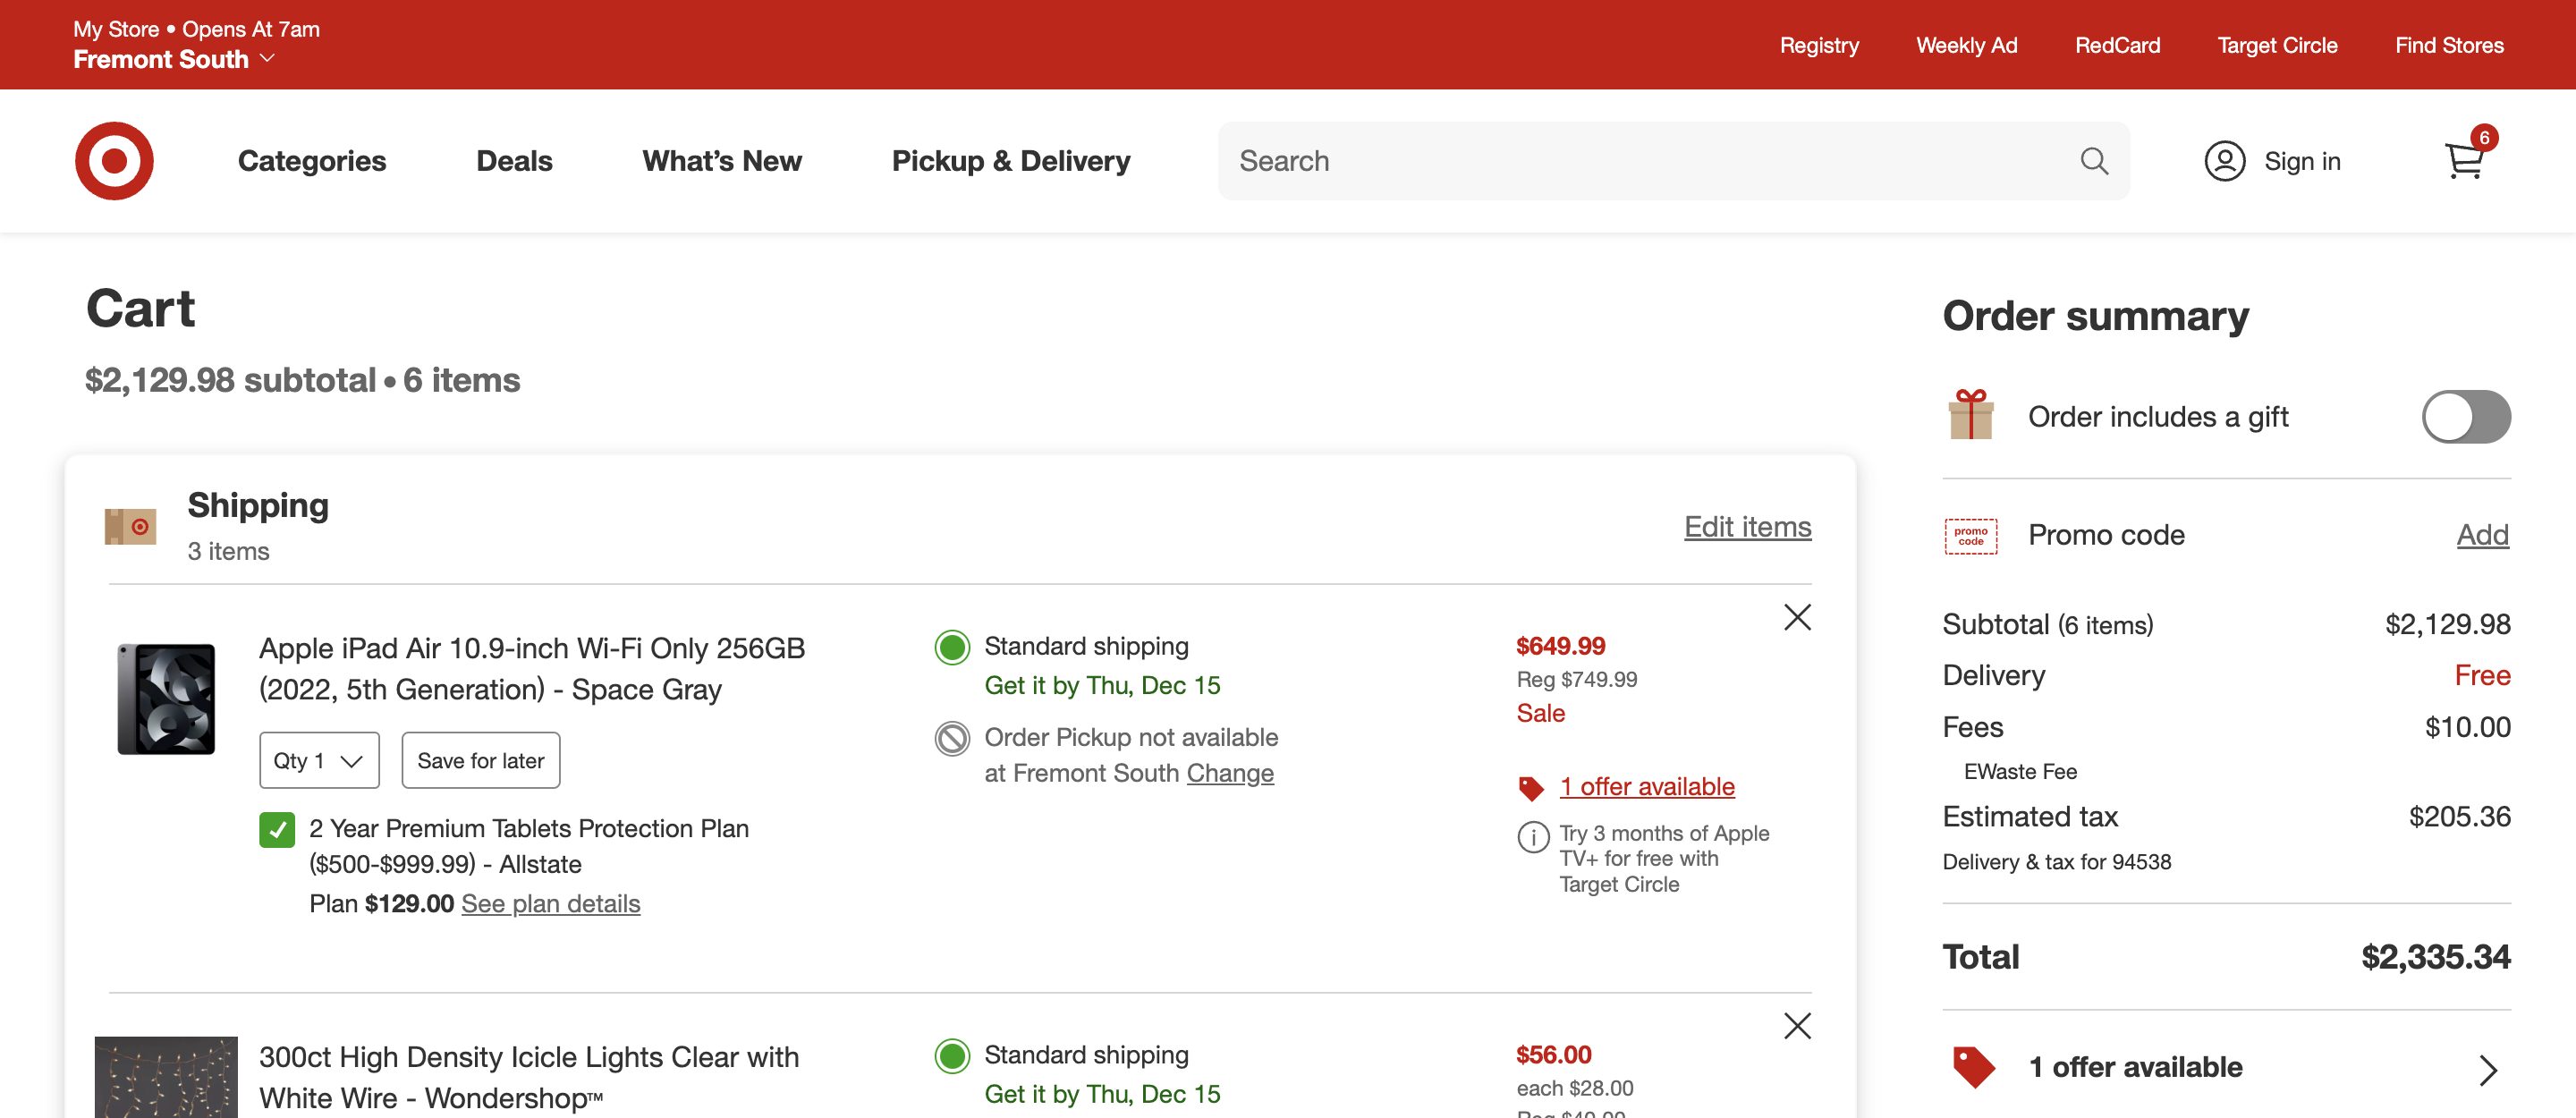 My Store • Opens At 7am
Fremont South
Registry
Weekly Ad
RedCard
Target Circle
Find Stores
Categories
Deals
What's New
Pickup & Delivery
Search
Sign in
6
Cart
$2,129.98 subtotal • 6 items
Shipping
3 items
Edit items
Apple iPad Air 10.9-inch Wi-Fi Only 256GB
(2022, 5th Generation) - Space Gray
Qty 1
Save for later
2 Year Premium Tablets Protection Plan
($500-$999.99) - Allstate
Plan $129.00 See plan details
Standard shipping
Get it by Thu, Dec 15
Order Pickup not available
at Fremont South Change
$649.99
Reg $749.99
Sale
1 offer available
Try 3 months of Apple
TV+ for free with
Target Circle
300ct High Density Icicle Lights Clear with
White Wire - Wondershop™
Standard shipping
Get it by Thu, Dec 15
$56.00
each $28.00
Order summary
Order includes a gift
promo
code
Promo code
Add
Subtotal (6 items)
$2,129.98
Delivery
Free
Fees
$10.00
EWaste Fee
Estimated tax
$205.36
Delivery & tax for 94538
Total
$2,335.34
1 offer available